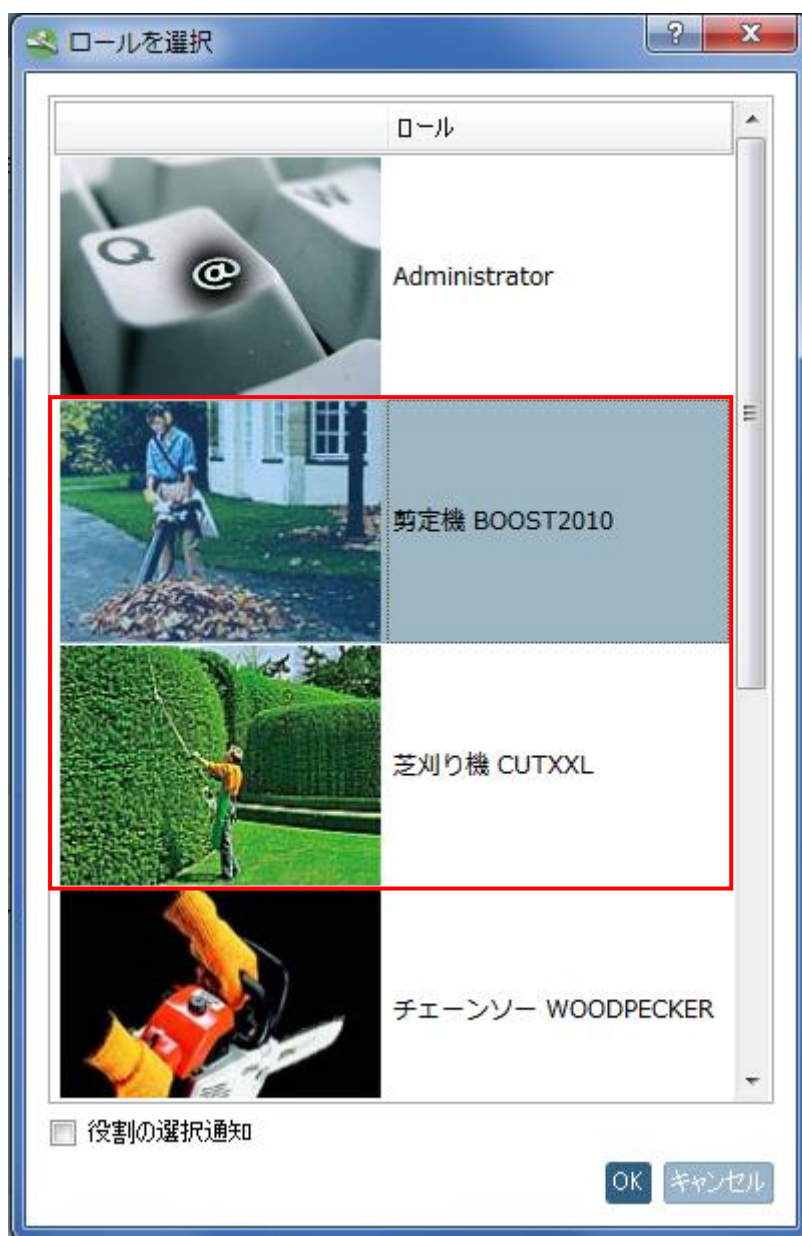 ロールを選択
ロール
Q
W
@
Administrator
剪定機 BOOST2010
芝刈り機 CUTXXL
チェーンソー WOODPECKER
役割の選択通知
OK キャンセル